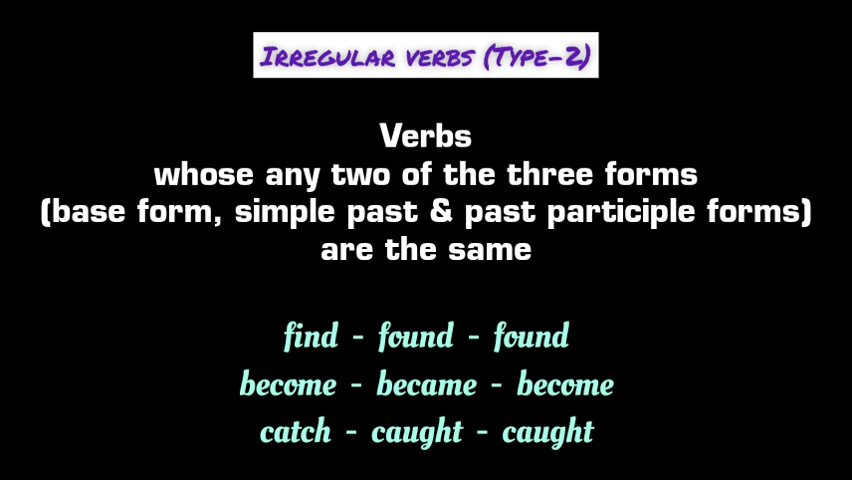 Irregular verbs (Type-2)
Verbs
whose any two of the three forms
(base form, simple past & past participle forms)
are the same
find - found - found
become - became - become
catch - caught - caught